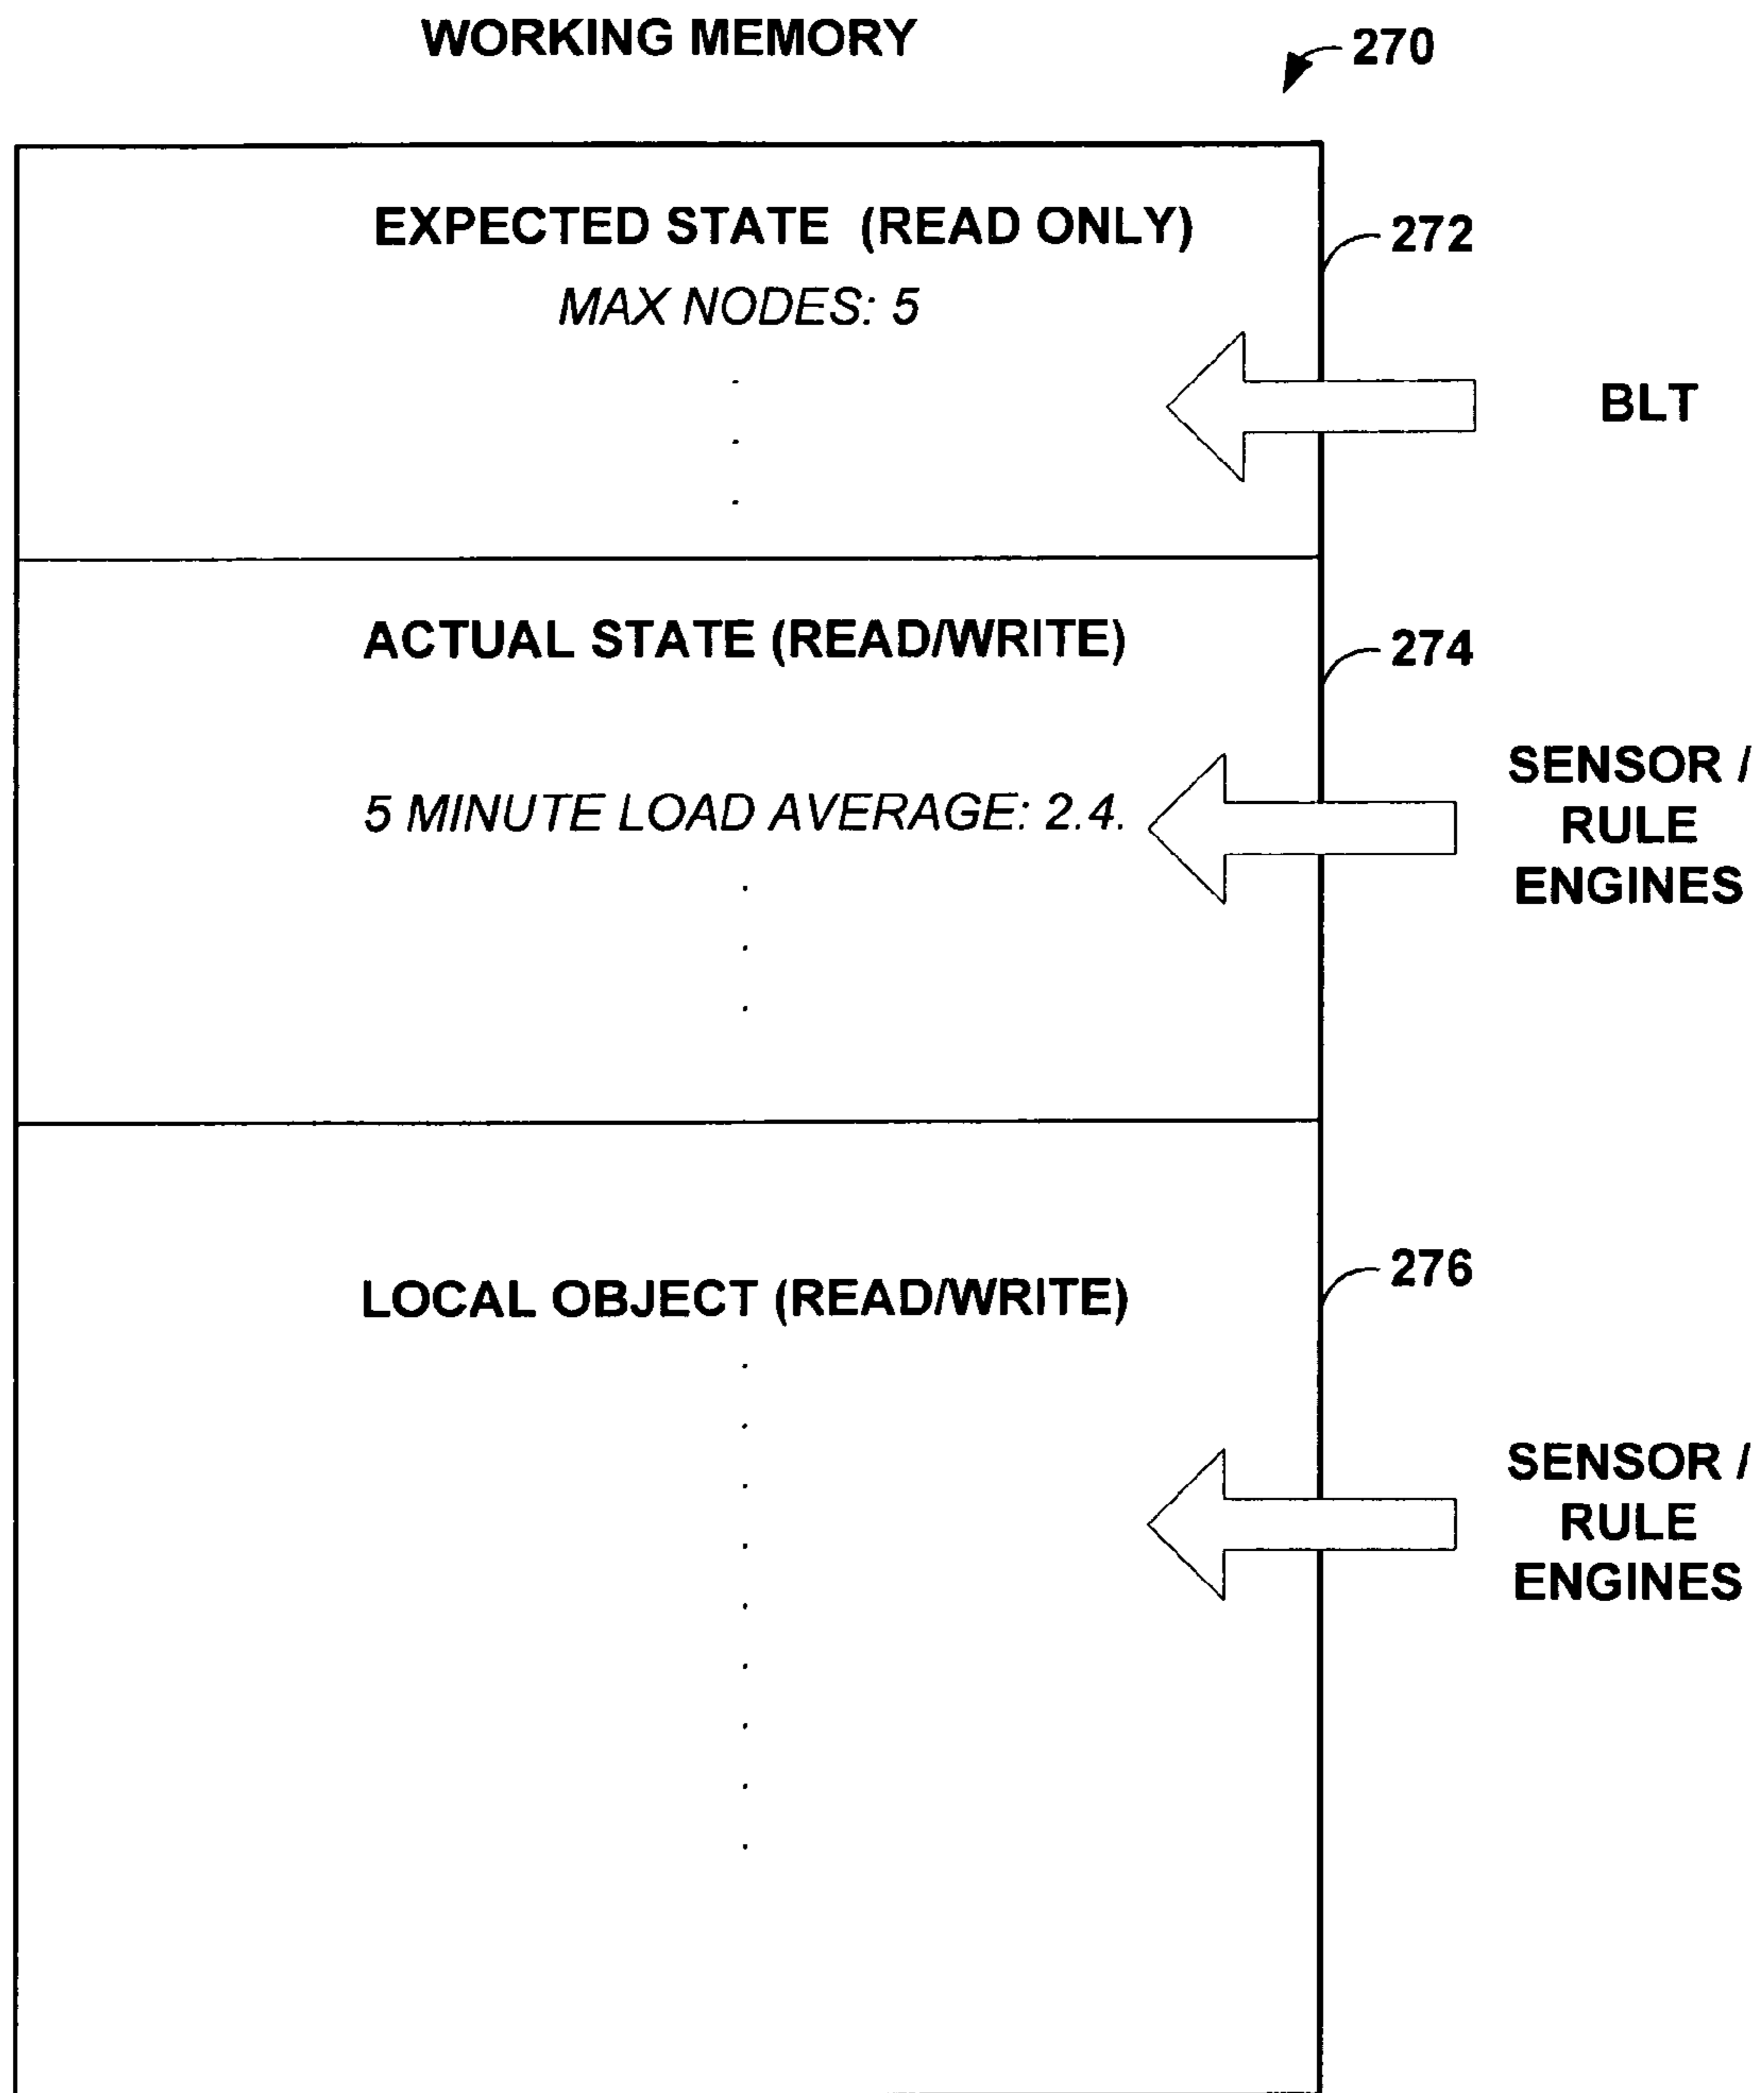 WORKING MEMORY
270
EXPECTED STATE (READ ONLY)
272
MAX NODES: 5
BLT
ACTUAL STATE (READ/WRITE)
274
SENSOR /
RULE
ENGINES
5 MINUTE LOAD AVERAGE: 2.4.
LOCAL OBJECT (READ/WRITE)
276
SENSOR /
RULE
ENGINES